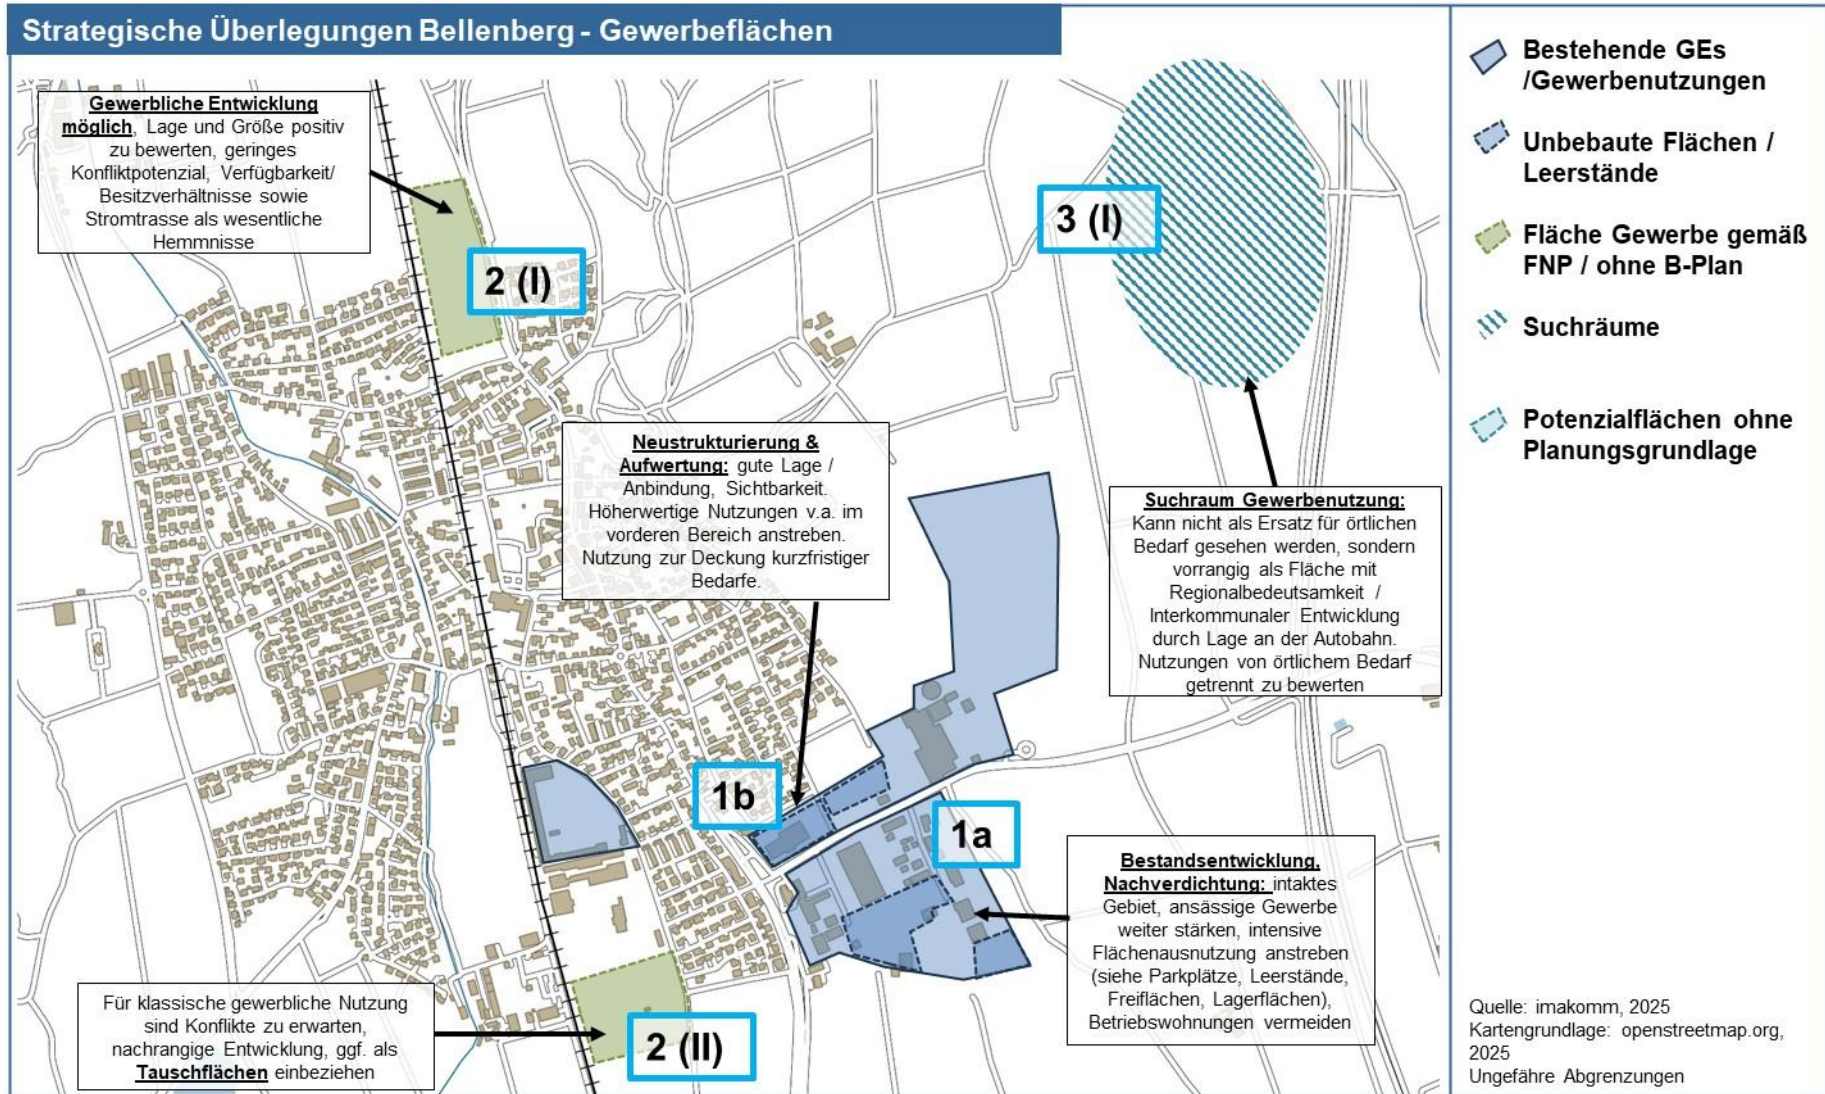 Strategische Überlegungen Bellenberg - Gewerbeflächen
Gewerbliche Entwicklung
möglich, Lage und Größe positiv
zu bewerten, geringes
Konfliktpotenzial, Verfügbarkeit/
Besitzverhältnisse sowie
Stromtrasse als wesentliche
Hemmnisse
2 (I)
3 (I)
Neustrukturierung &
Aufwertung: gute Lage /
Anbindung, Sichtbarkeit.
Höherwertige Nutzungen v.a. im
vorderen Bereich anstreben.
Nutzung zur Deckung kurzfristiger
Bedarfe.
Suchraum Gewerbenutzung:
Kann nicht als Ersatz für örtlichen
Bedarf gesehen werden, sondern
vorrangig als Fläche mit
Regionalbedeutsamkeit /
Interkommunaler Entwicklung
durch Lage an der Autobahn.
Nutzungen von örtlichem Bedarf
getrennt zu bewerten
1b
1a
Bestandsentwicklung,
Nachverdichtung: intaktes
Gebiet, ansässige Gewerbe
weiter stärken, intensive
Flächenausnutzung anstreben
(siehe Parkplätze, Leerstände,
Freiflächen, Lagerflächen),
Betriebswohnungen vermeiden
Für klassische gewerbliche Nutzung
sind Konflikte zu erwarten,
nachrangige Entwicklung, ggf. als
Tauschflächen einbeziehen
2 (II)
Bestehende GEs
/Gewerbenutzungen
Unbebaute Flächen /
Leerstände
Fläche Gewerbe gemäß
FNP / ohne B-Plan
Suchräume
Potenzialflächen ohne
Planungsgrundlage
Quelle: imakomm, 2025
Kartengrundlage: openstreetmap.org,
2025
Ungefähre Abgrenzungen